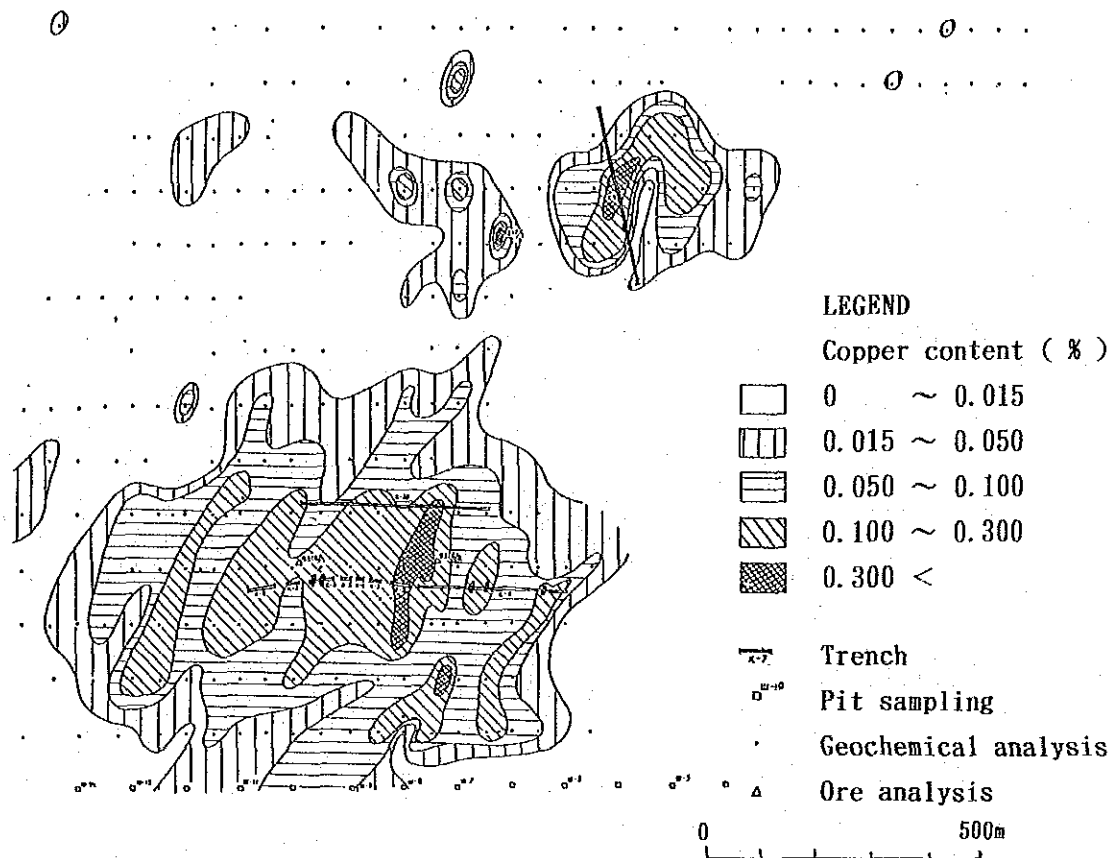 LEGEND
Copper content ( % )
0 ~ 0.015
0.015 ~ 0.050
0.050 ~ 0.100
0.100 ~ 0.300
0.300 <
K-7 Trench
Pit sampling
Geochemical analysis
Ore analysis
0 500m